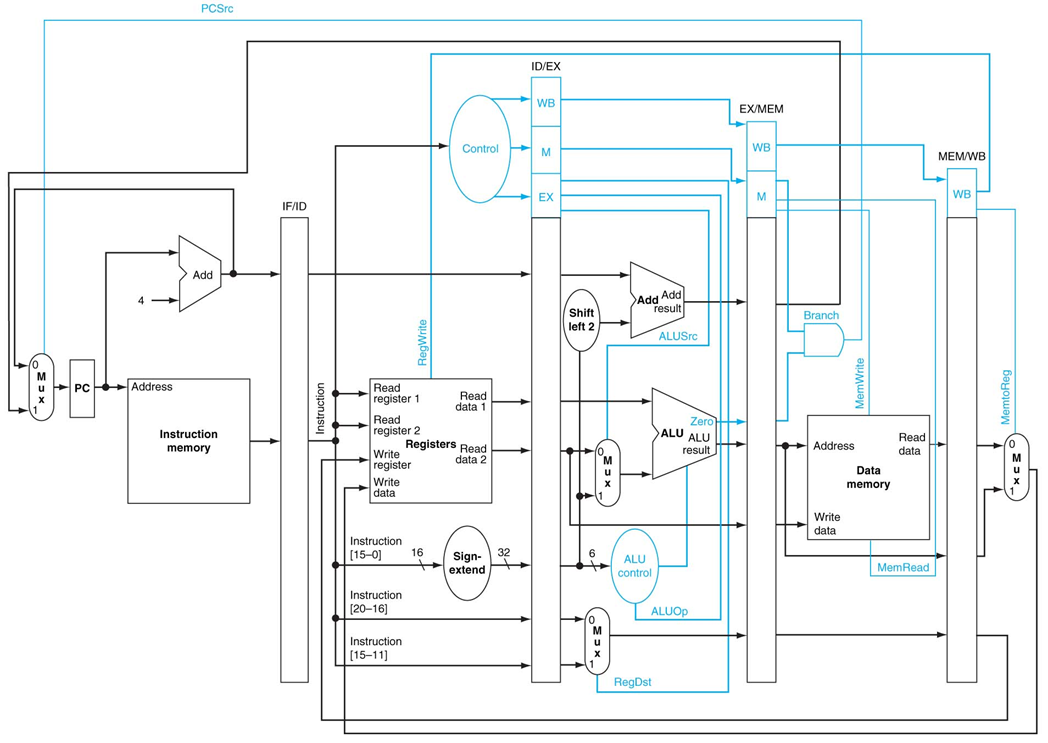 PCSrc
ID/EX
WB
Control
M
EX
EX/MEM
WB
M
MEM/WB
WB
IF/ID
Add
4
RegWrite
Shift
left 2
Add
Add
result
ALUSrc
Branch
MemWrite
MemtoReg
0
M
u
x
1
PC
Address
Instruction
memory
Instruction
Read
register 1
Read
register 2
Write
register
Write
data
Registers
Read
data 1
Read
data 2
0
M
u
x
1
ALU
Zero
ALU
result
Address
Write
data
Data
memory
Read
data
MemRead
0
M
u
x
1
Instruction
[15–0]
16
Sign-
extend
32
6
ALU
control
ALUOp
Instruction
[20–16]
Instruction
[15–11]
0
M
u
x
1
RegDst